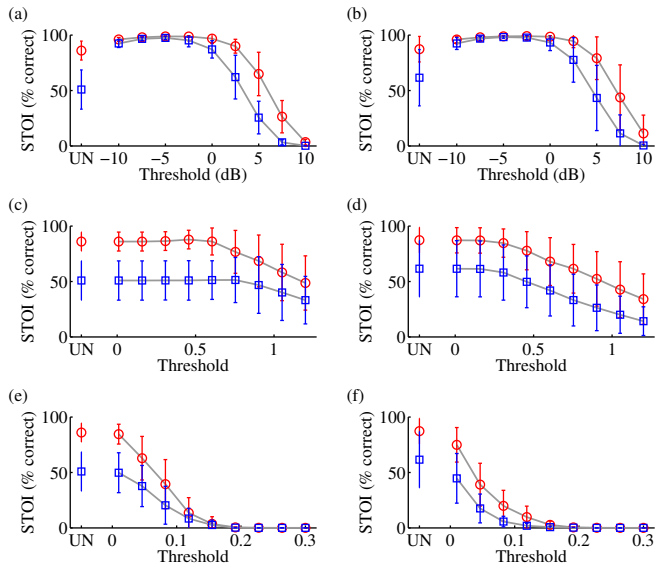 (a)
(b)
STOI (% correct)
100
50
0
UN −10 −5 0 5 10
Threshold (dB)
STOI (% correct)
100
50
0
UN −10 −5 0 5 10
Threshold (dB)
(c)
(d)
STOI (% correct)
100
50
0
UN 0 0.5 1
Threshold
STOI (% correct)
100
50
0
UN 0 0.5 1
Threshold
(e)
(f)
STOI (% correct)
100
50
0
UN 0 0.1 0.2 0.3
Threshold
STOI (% correct)
100
50
0
UN 0 0.1 0.2 0.3
Threshold